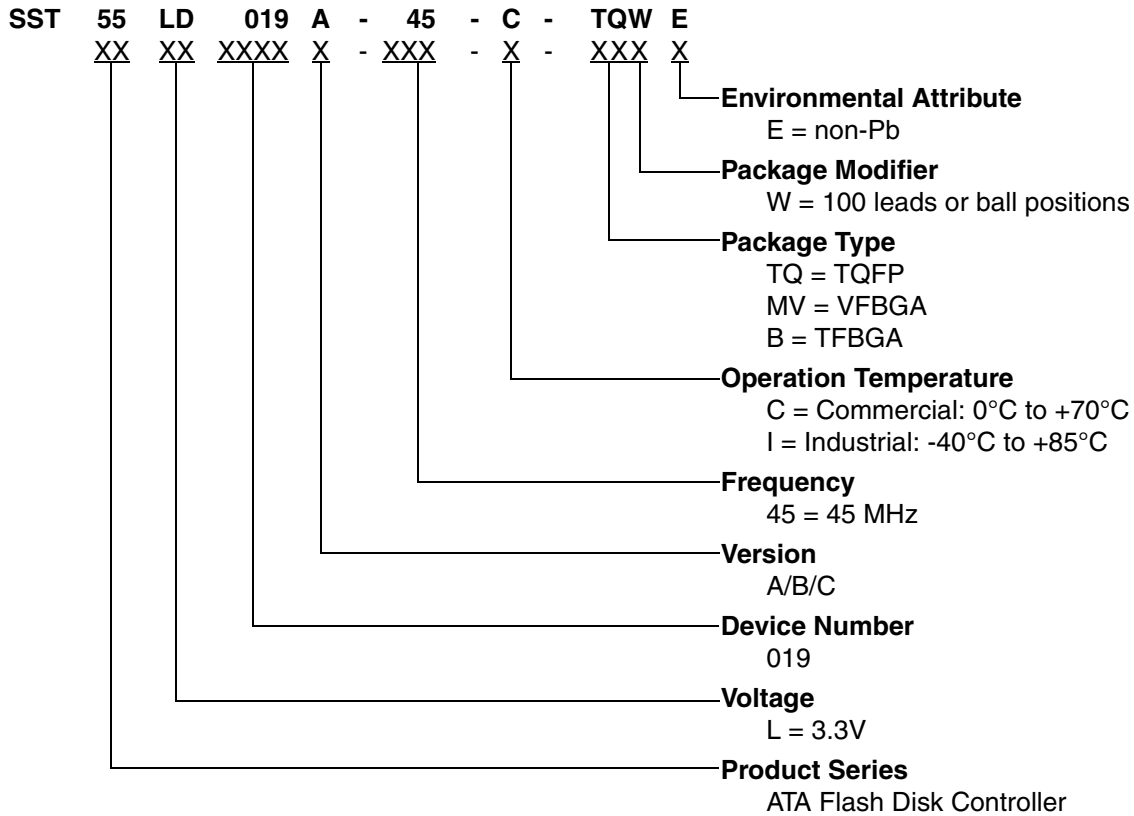 SST 55 LD 019 A - 45 - C - TQW E
XX XX XXXX X - XXX - X - XXX X
Environmental Attribute
E = non-Pb
Package Modifier
W = 100 leads or ball positions
Package Type
TQ = TQFP
MV = VFBGA
B = TFBGA
Operation Temperature
C = Commercial: 0°C to +70°C
I = Industrial: -40°C to +85°C
Frequency
45 = 45 MHz
Version
A/B/C
Device Number
019
Voltage
L = 3.3V
Product Series
ATA Flash Disk Controller